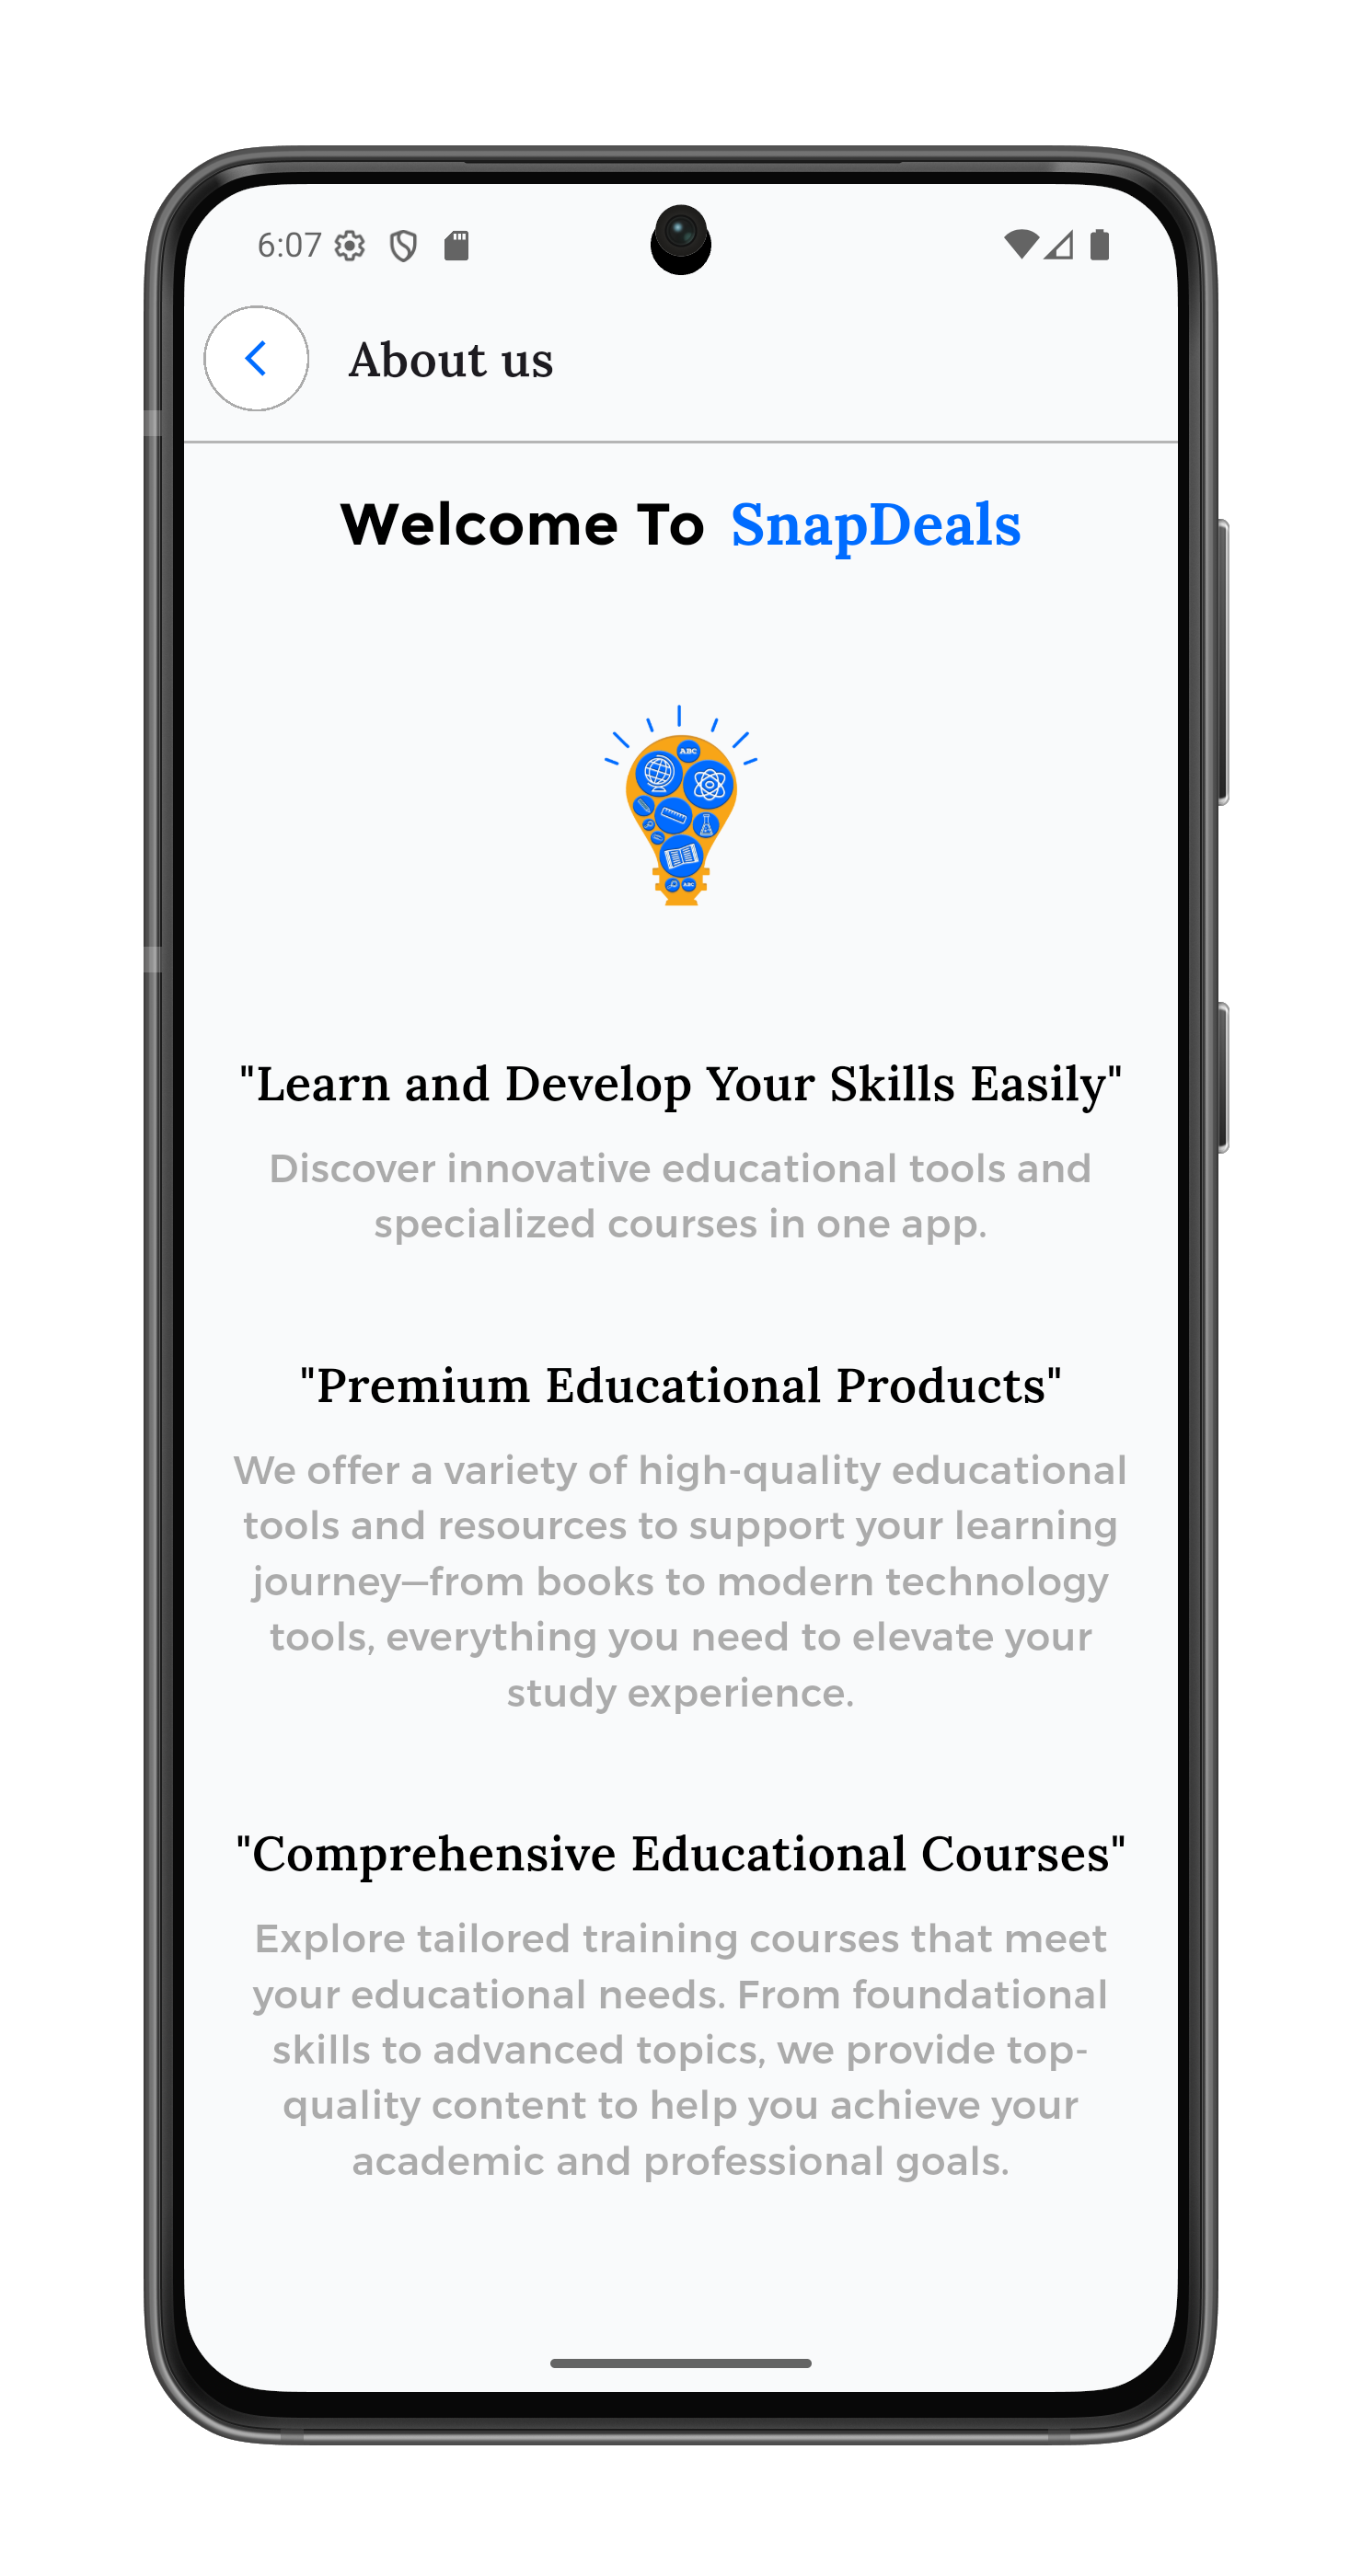 6:07
About us
Welcome To SnapDeals
ABC
ABC
"Learn and Develop Your Skills Easily"
Discover innovative educational tools and
specialized courses in one app.
"Premium Educational Products"
We offer a variety of high-quality educational
tools and resources to support your learning
journey—from books to modern technology
tools, everything you need to elevate your
study experience.
"Comprehensive Educational Courses"
Explore tailored training courses that meet
your educational needs. From foundational
skills to advanced topics, we provide top-
quality content to help you achieve your
academic and professional goals.